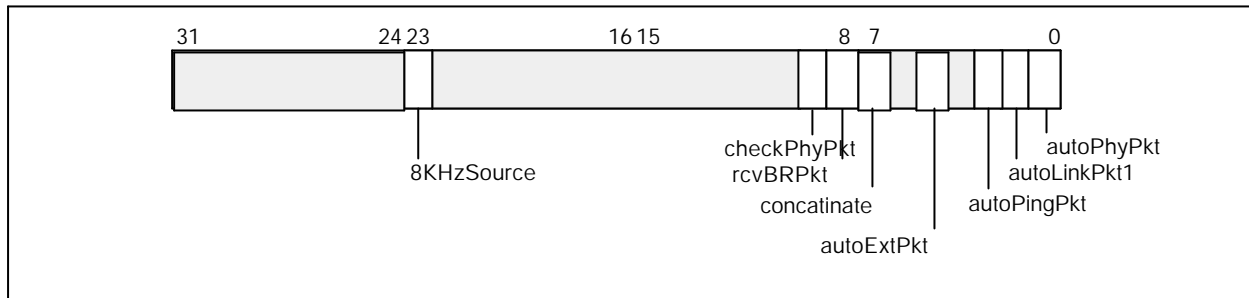 31 24 23 16 15 8 7 0
checkPhyPkt autoPhyPkt
8KHzSource rcvBRPkt autoLinkPkt1
concatinate autoPingPkt
autoExtPkt